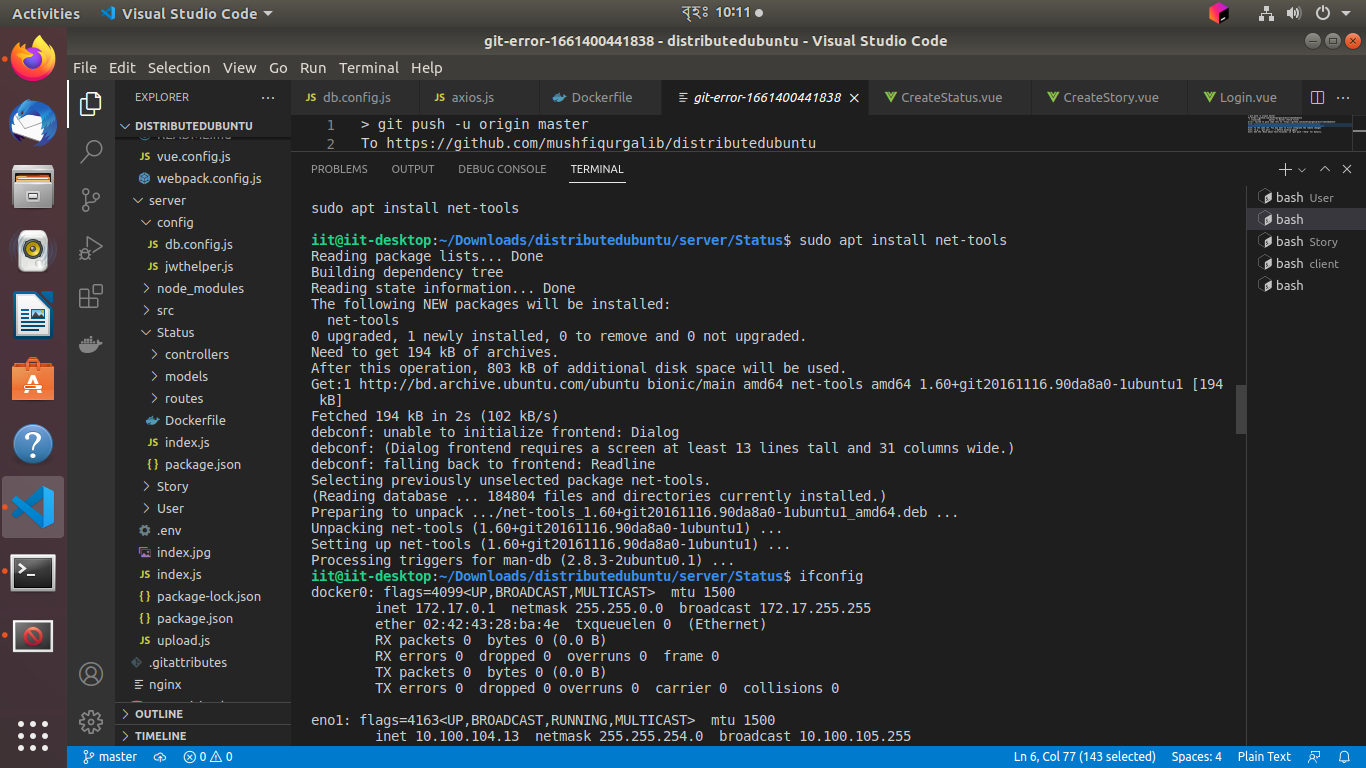 Activities
Visual Studio Code
বৃহঃ 10:11
git-error-1661400441838 - distributedubuntu - Visual Studio Code
File Edit Selection View Go Run Terminal Help
EXPLORER
DISTRIBUTEDUBUNTU
vue.config.js
webpack.config.js
server
config
db.config.js
jwthelper.js
node_modules
src
Status
controllers
models
routes
Dockerfile
index.js
package.json
Story
User
.env
index.jpg
index.js
package-lock.json
package.json
upload.js
.gitattributes
nginx
OUTLINE
TIMELINE
JS db.config.js
JS axios.js
Dockerfile
git-error-1661400441838
CreateStatus.vue
CreateStory.vue
Login.vue
1 > git push -u origin master
2 To https://github.com/mushfiqurgalib/distributedubuntu
PROBLEMS OUTPUT DEBUG CONSOLE TERMINAL
sudo apt install net-tools
iit@iit-desktop:~/Downloads/distributedubuntu/server/Status$ sudo apt install net-tools
Reading package lists... Done
Building dependency tree
Reading state information... Done
The following NEW packages will be installed:
net-tools
0 upgraded, 1 newly installed, 0 to remove and 0 not upgraded.
Need to get 194 kB of archives.
After this operation, 803 kB of additional disk space will be used.
Get:1 http://bd.archive.ubuntu.com/ubuntu bionic/main amd64 net-tools amd64 1.60+git20161116.90da8a0-1ubuntu1 [194
kB]
Fetched 194 kB in 2s (102 kB/s)
debconf: unable to initialize frontend: Dialog
debconf: (Dialog frontend requires a screen at least 13 lines tall and 31 columns wide.)
debconf: falling back to frontend: Readline
Selecting previously unselected package net-tools.
(Reading database ... 184804 files and directories currently installed.)
Preparing to unpack .../net-tools_1.60+git20161116.90da8a0-1ubuntu1_amd64.deb ...
Unpacking net-tools (1.60+git20161116.90da8a0-1ubuntu1) ...
Setting up net-tools (1.60+git20161116.90da8a0-1ubuntu1) ...
Processing triggers for man-db (2.8.3-2ubuntu0.1) ...
iit@iit-desktop:~/Downloads/distributedubuntu/server/Status$ ifconfig
docker0: flags=4099<UP,BROADCAST,MULTICAST> mtu 1500
inet 172.17.0.1 netmask 255.255.0.0 broadcast 172.17.255.255
ether 02:42:43:28:ba:4e txqueuelen 0 (Ethernet)
RX packets 0 bytes 0 (0.0 B)
RX errors 0 dropped 0 overruns 0 frame 0
TX packets 0 bytes 0 (0.0 B)
TX errors 0 dropped 0 overruns 0 carrier 0 collisions 0
eno1: flags=4163<UP,BROADCAST,RUNNING,MULTICAST> mtu 1500
inet 10.100.104.13 netmask 255.255.254.0 broadcast 10.100.105.255
bash User
bash
bash Story
bash client
bash
master
0 0
Ln 6, Col 77 (143 selected)
Spaces: 4
Plain Text